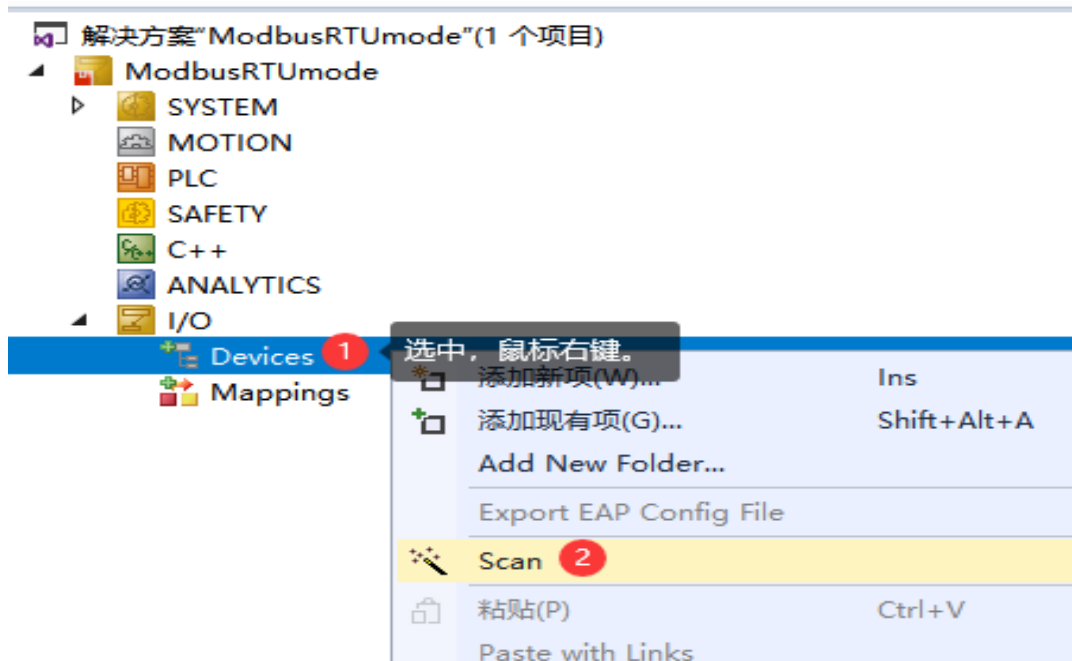 解决方案"ModbusRTUmode"(1 个项目)
ModbusRTUmode
SYSTEM
MOTION
PLC
SAFETY
C++
ANALYTICS
I/O
Devices 1 选中，鼠标右键。
添加新项(W)... Ins
Mappings
添加现有项(G)... Shift+Alt+A
Add New Folder...
Export EAP Config File
Scan 2
粘贴(P) Ctrl+V
Paste with Links